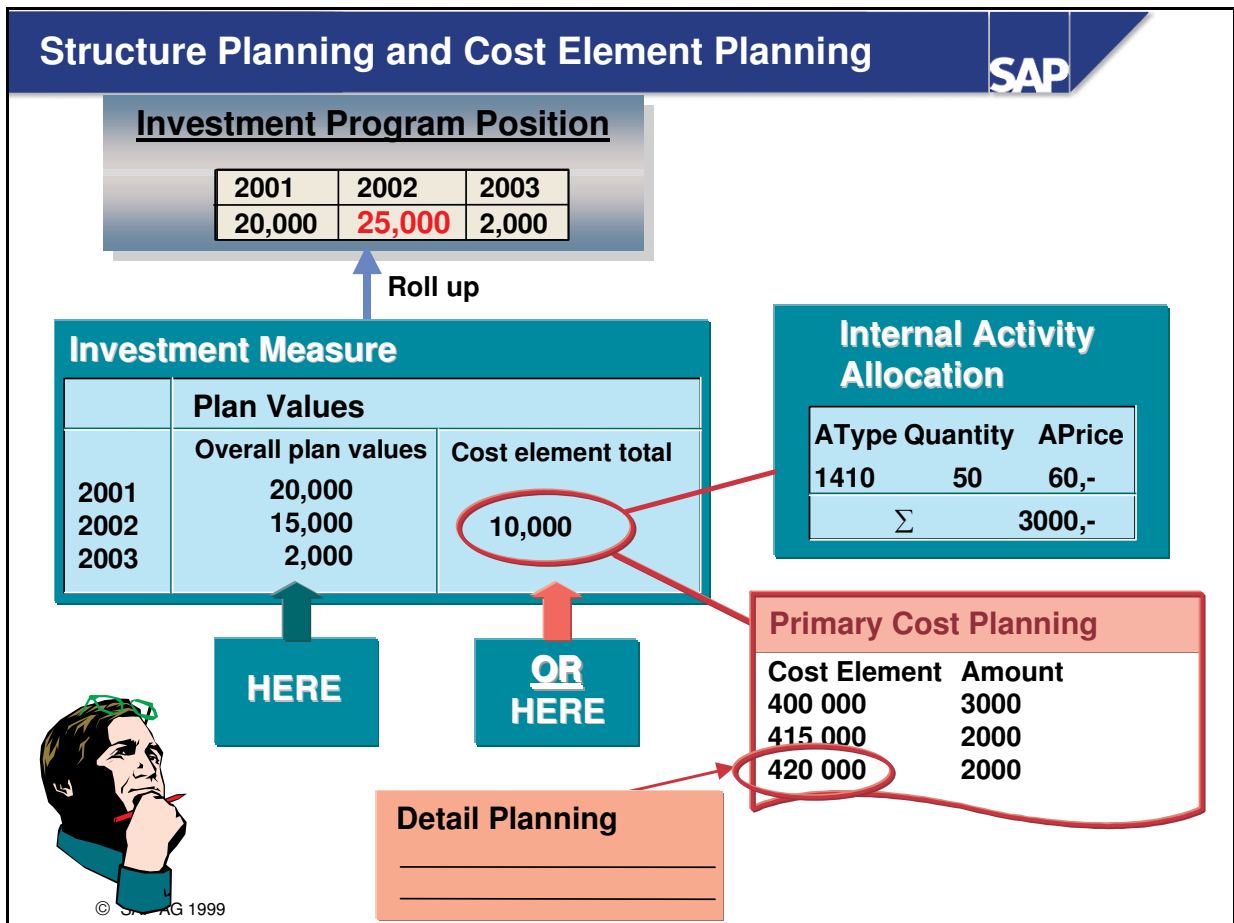 Structure Planning and Cost Element Planning
SAP
Investment Program Position
2001 2002 2003
20,000 25,000 2,000
Roll up
Investment Measure
Plan Values
Overall plan values Cost element total
2001 20,000
2002 15,000 10,000
2003 2,000
HERE
OR
HERE
Internal Activity
Allocation
AType Quantity APrice
1410 50 60,-
∑ 3000,-
Primary Cost Planning
Cost Element Amount
400 000 3000
415 000 2000
420 000 2000
Detail Planning
© AG 1999